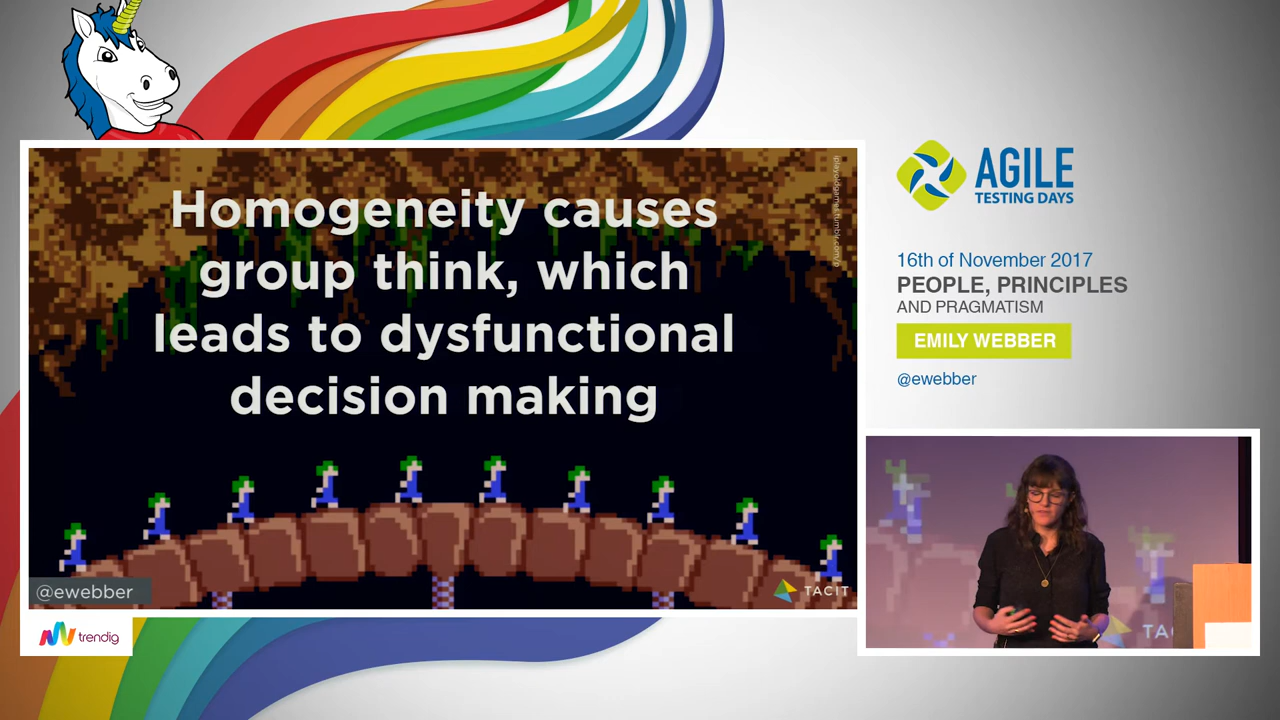 Homogeneity causes
group think, which
leads to dysfunctional
decision making
@ewebber
TACIT
trendig
AGILE
TESTING DAYS
16th of November 2017
PEOPLE, PRINCIPLES
AND PRAGMATISM
EMILY WEBBER
@ewebber
TA